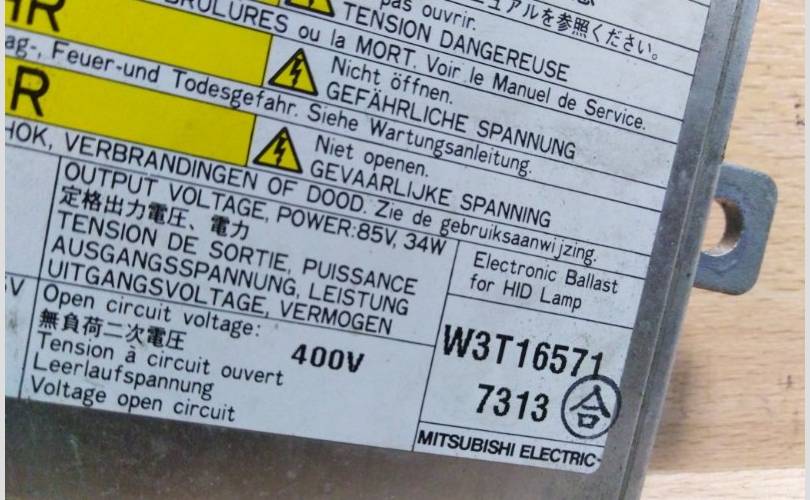 pas ouvrir.
TENSION DANGEREUSE
ュアルを参照ください。
BRÛLURES ou la MORT. Voir le Manuel de Service.
Nicht öffnen.
GEFÄHRLICHE SPANNUNG
ag-, Feuer-und Todesgefahr. Siehe Wartungsanleitung.
R
Niet openen.
GEVAARLIJKE SPANNING
HOK, VERBRANDINGEN OF DOOD. Zie de gebruiksaanwijzing.
OUTPUT VOLTAGE, POWER:85V, 34W
定格出力電圧、電力
TENSION DE SORTIE, PUISSANCE
AUSGANGSSPANNUNG, LEISTUNG
UITGANGSVOLTAGE, VERMOGEN
Electronic Ballast
for HID Lamp
V
Open circuit voltage:
無負荷二次電圧
400V
Tension à circuit ouvert
Leerlaufspannung
Voltage open circuit
W3T16571
7313 合
MITSUBISHI ELECTRIC